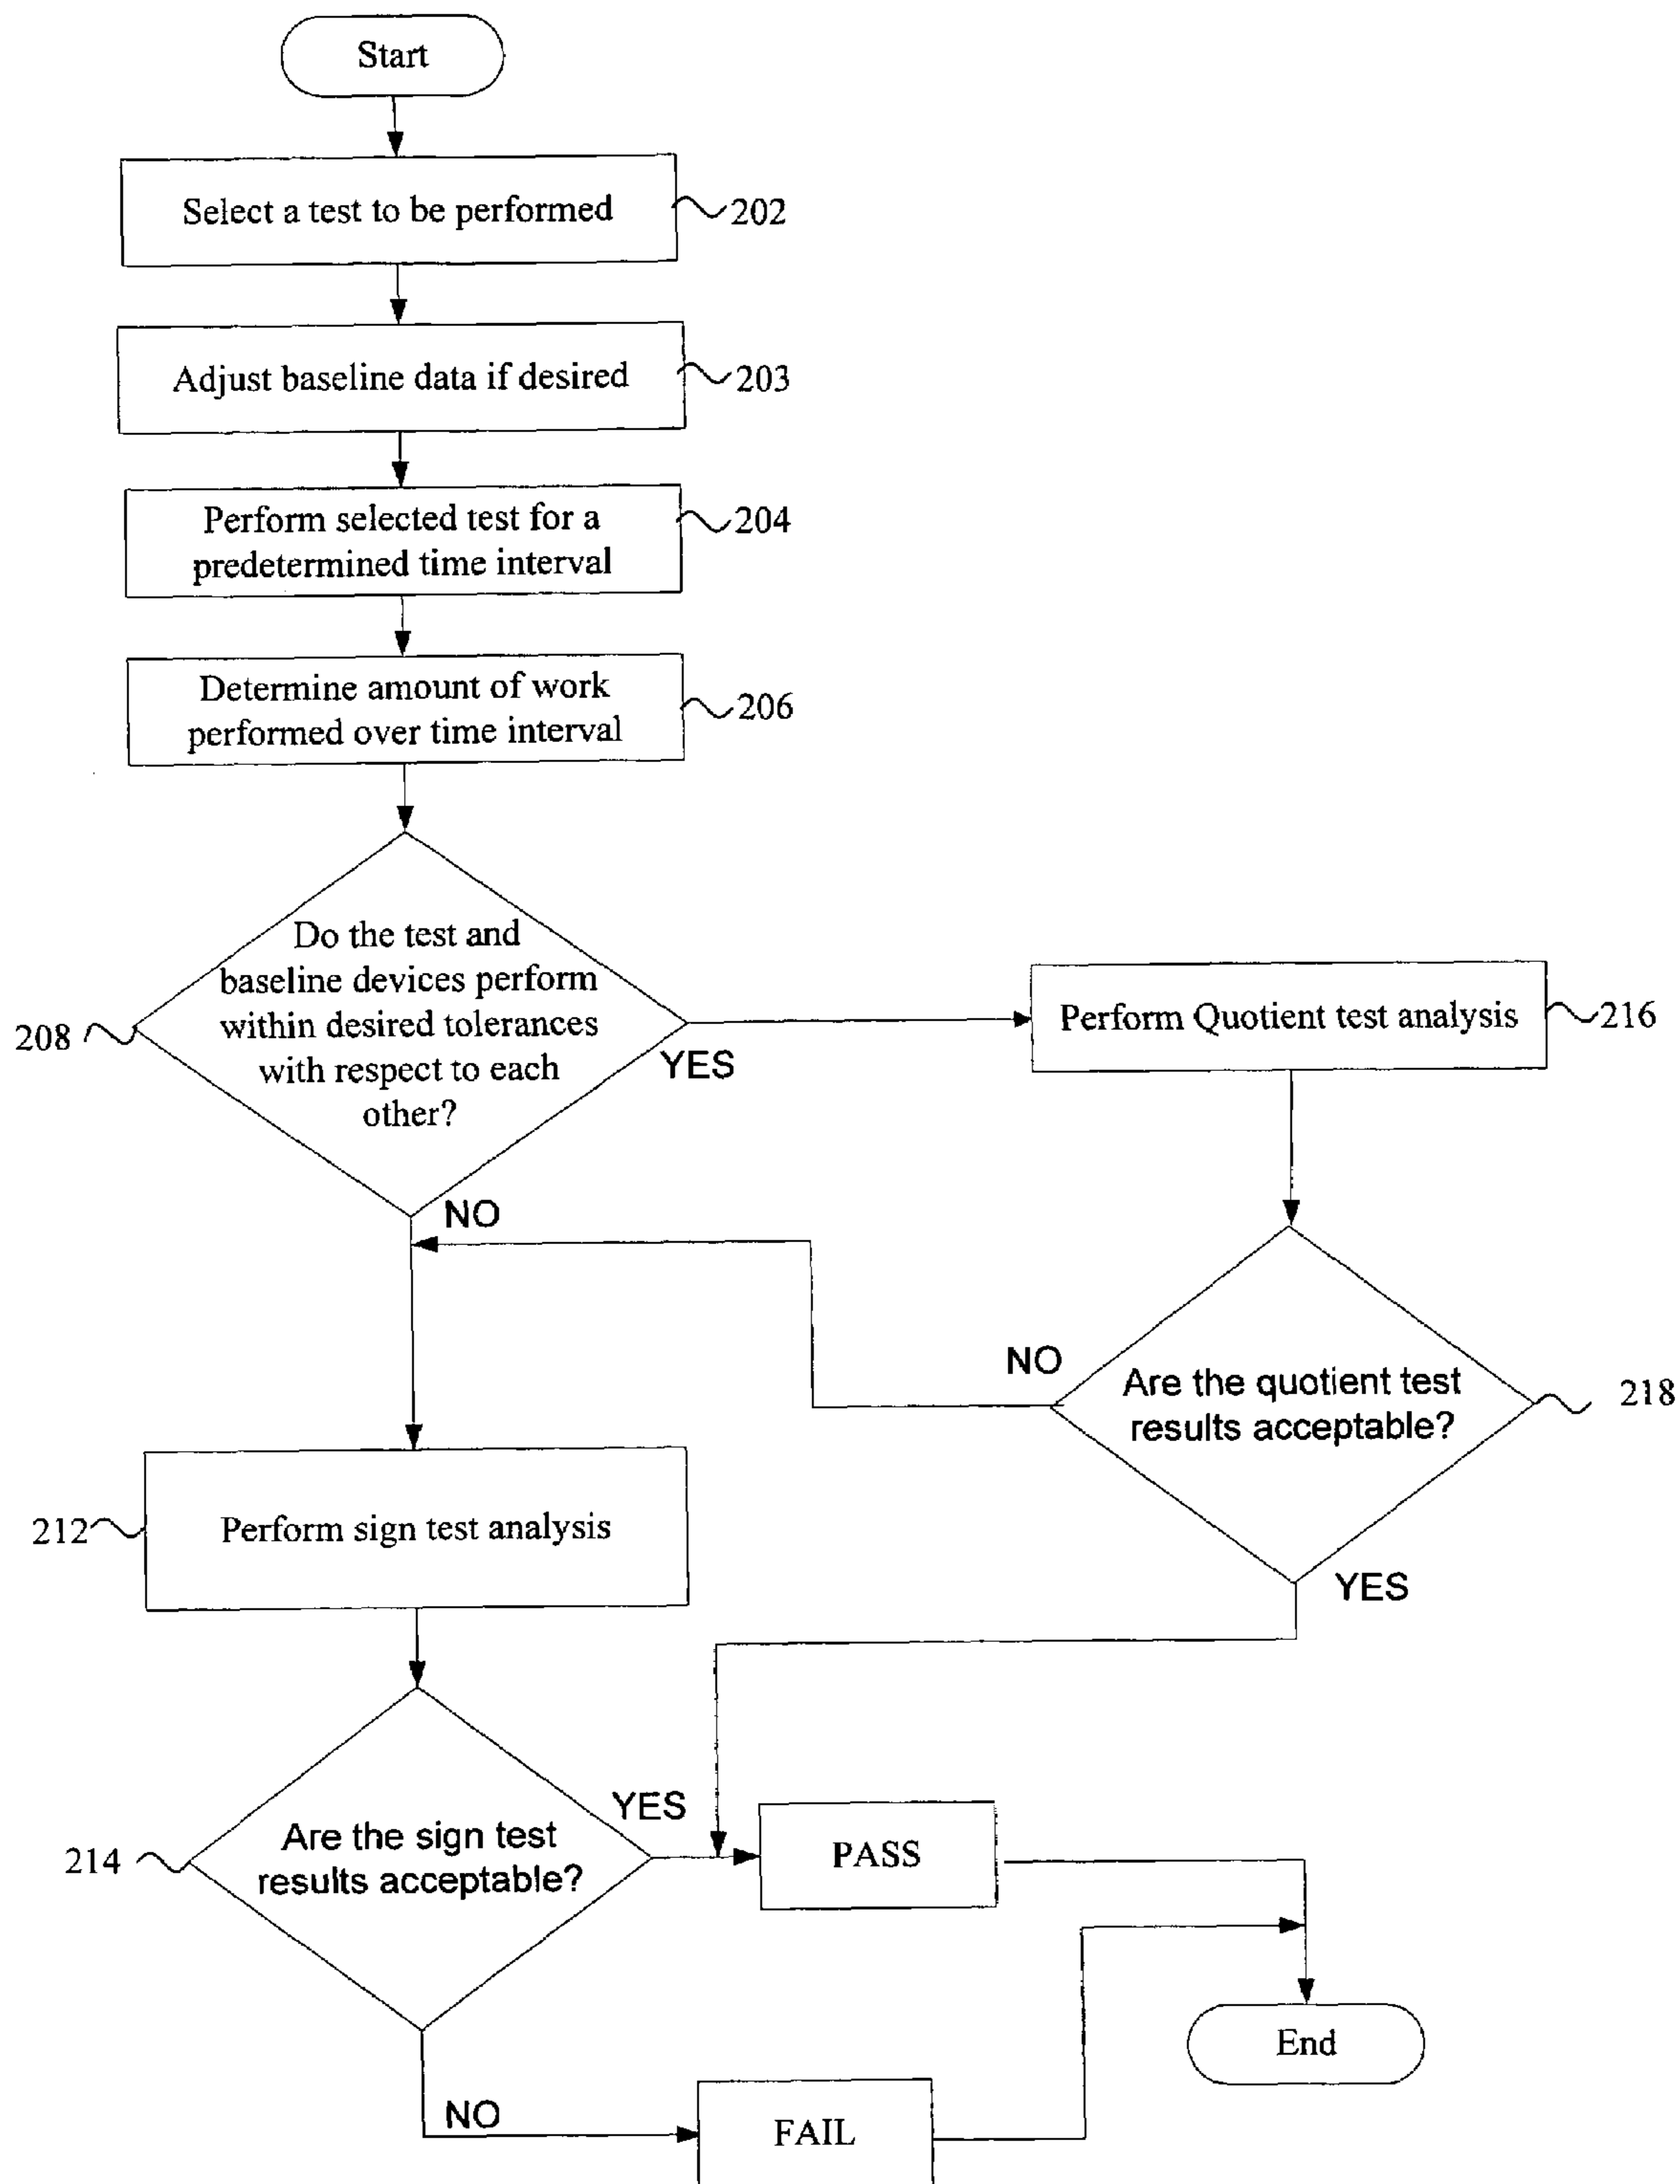 Start
Select a test to be performed
202
Adjust baseline data if desired
203
Perform selected test for a
predetermined time interval
204
Determine amount of work
performed over time interval
206
Do the test and
baseline devices perform
within desired tolerances
with respect to each
other?
208
YES
Perform Quotient test analysis
216
NO
NO
Are the quotient test
results acceptable?
218
YES
212
Perform sign test analysis
YES
Are the sign test
results acceptable?
214
PASS
End
NO
FAIL